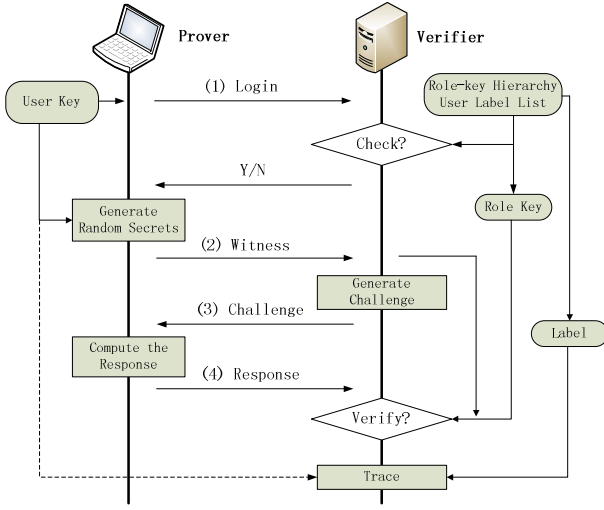 Prover
Verifier
User Key
(1) Login
Role-key Hierarchy
User Label List
Check?
Y/N
Generate
Random Secrets
Role Key
(2) Witness
Generate
Challenge
(3) Challenge
Label
Compute the
Response
(4) Response
Verify?
Trace